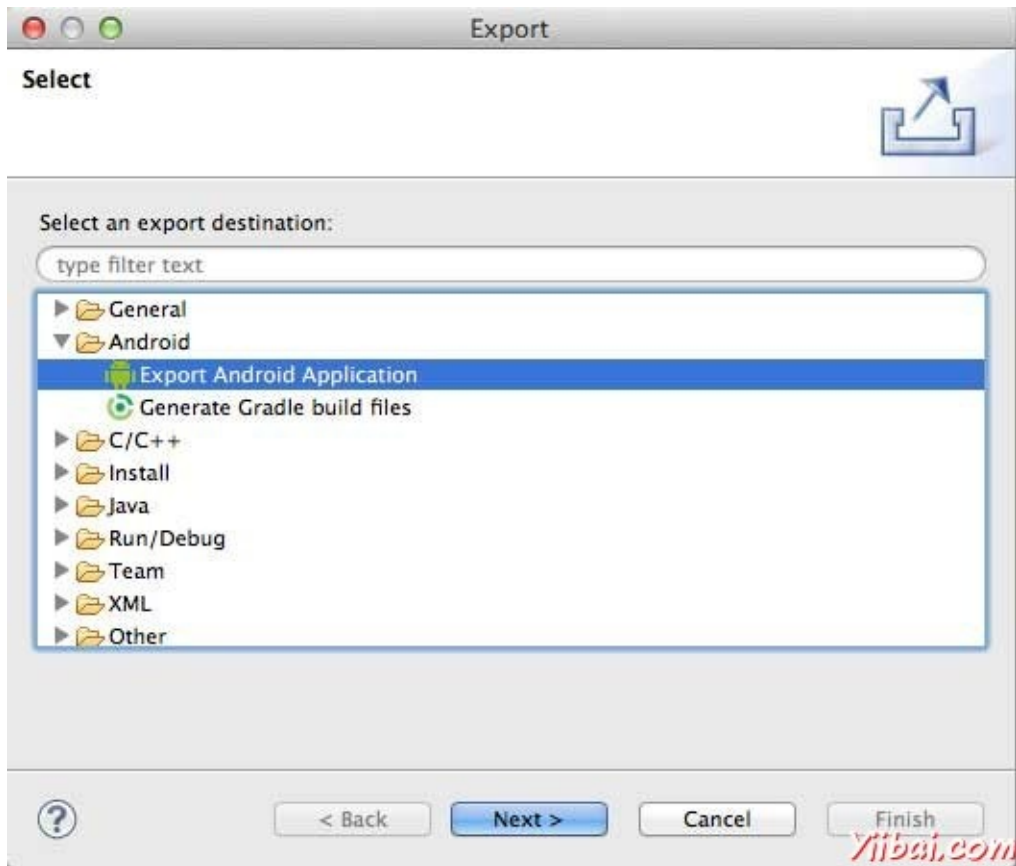 Export
Select
Select an export destination:
type filter text
General
Android
Export Android Application
Generate Gradle build files
C/C++
Install
Java
Run/Debug
Team
XML
Other
? < Back Next > Cancel Finish
Yiibai.com